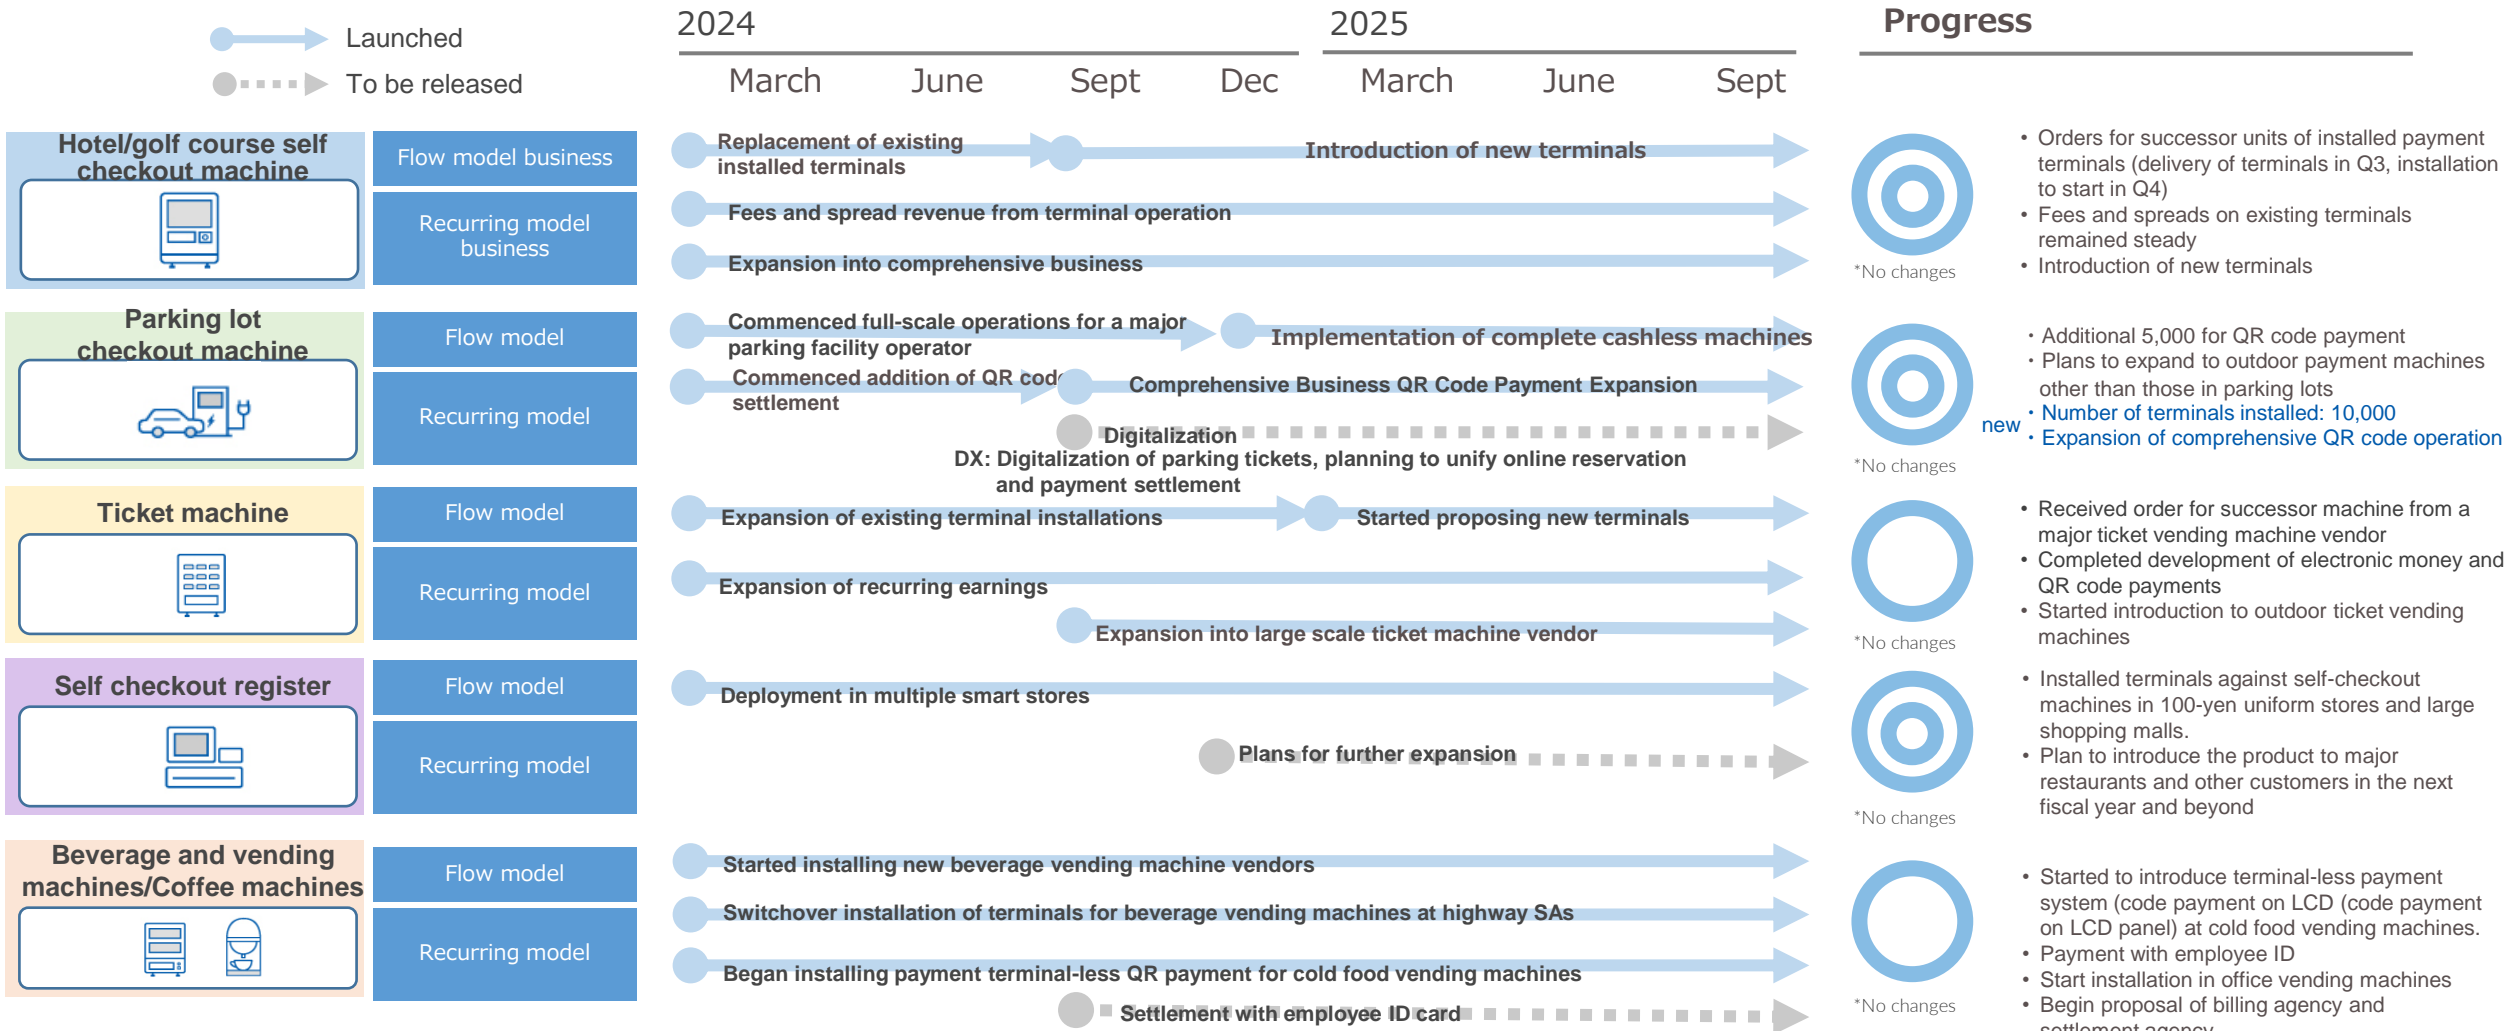 Launched
To be released
2024
2025
Progress
March June Sept Dec March June Sept
Hotel/golf course self
checkout machine
Flow model business
Recurring model
business
Replacement of existing
installed terminals
Introduction of new terminals
Fees and spread revenue from terminal operation
Expansion into comprehensive business
*No changes
• Orders for successor units of installed payment
terminals (delivery of terminals in Q3, installation
to start in Q4)
• Fees and spreads on existing terminals
remained steady
• Introduction of new terminals
Parking lot
checkout machine
Flow model
Recurring model
Commenced full-scale operations for a major
parking facility operator
Implementation of complete cashless machines
Commenced addition of QR code
settlement
Comprehensive Business QR Code Payment Expansion
Digitalization
DX: Digitalization of parking tickets, planning to unify online reservation
and payment settlement
*No changes
・Additional 5,000 for QR code payment
・Plans to expand to outdoor payment machines
other than those in parking lots
new
・Number of terminals installed: 10,000
・Expansion of comprehensive QR code operation
Ticket machine
Flow model
Recurring model
Expansion of existing terminal installations
Started proposing new terminals
Expansion of recurring earnings
Expansion into large scale ticket machine vendor
*No changes
• Received order for successor machine from a
major ticket vending machine vendor
• Completed development of electronic money and
QR code payments
• Started introduction to outdoor ticket vending
machines
Self checkout register
Flow model
Recurring model
Deployment in multiple smart stores
Plans for further expansion
*No changes
• Installed terminals against self-checkout
machines in 100-yen uniform stores and large
shopping malls.
• Plan to introduce the product to major
restaurants and other customers in the next
fiscal year and beyond
Beverage and vending
machines/Coffee machines
Flow model
Recurring model
Started installing new beverage vending machine vendors
Switchover installation of terminals for beverage vending machines at highway SAs
Began installing payment terminal-less QR payment for cold food vending machines
Settlement with employee ID card
*No changes
• Started to introduce terminal-less payment
system (code payment on LCD (code payment
on LCD panel) at cold food vending machines.
• Payment with employee ID
• Start installation in office vending machines
• Begin proposal of billing agency and
settlement agency